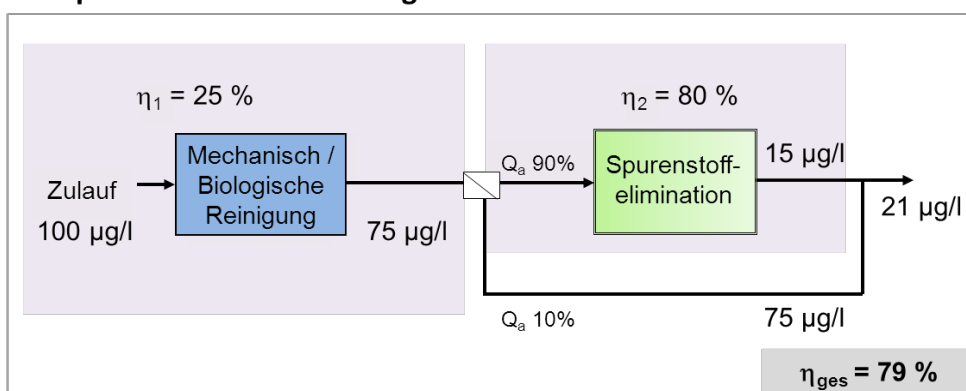 η1 = 25 %
η2 = 80 %
Zulauf
100 µg/l
Mechanisch /
Biologische
Reinigung
75 µg/l
Qa 90%
Spurenstoff-
elimination
15 µg/l
21 µg/l
Qa 10%
75 µg/l
ηges = 79 %